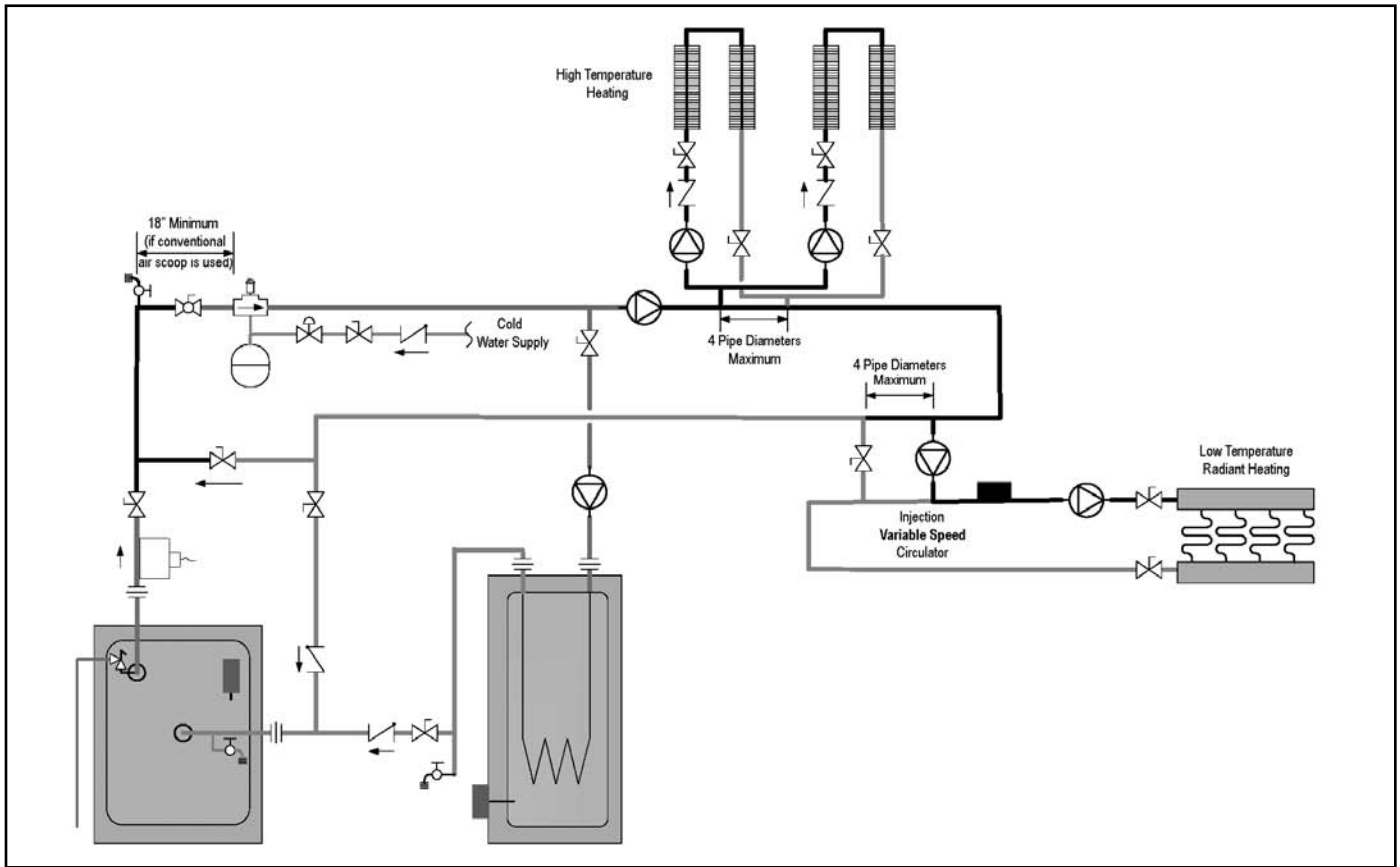 High Temperature
Heating
18" Minimum
(if conventional
air scoop is used)
Cold
Water Supply
4 Pipe Diameters
Maximum
4 Pipe Diameters
Maximum
Low Temperature
Radiant Heating
Injection
Variable Speed
Circulator